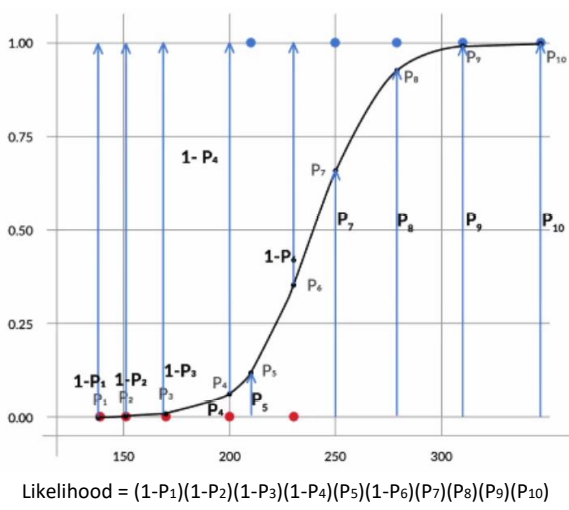 1.00
P₉
P₁₀
P₈
0.75
1- P₄
P₇
0.50
P₇
P₈
P₉
P₁₀
1-P₆
P₆
0.25
1-P₁
1-P₂
1-P₃
P₅
P₁
P₂
P₃
P₄
P₄
P₅
0.00
150
200
250
300
Likelihood = (1-P₁)(1-P₂)(1-P₃)(1-P₄)(P₅)(1-P₆)(P₇)(P₈)(P₉)(P₁₀)